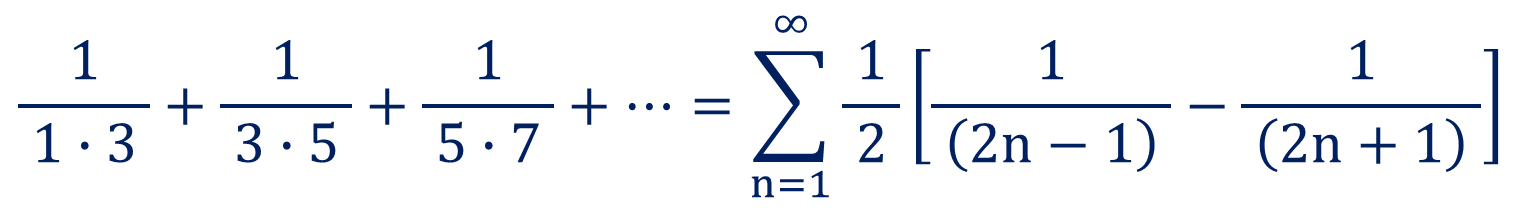 1/(1 · 3) + 1/(3 · 5) + 1/(5 · 7) + ⋯ = ∑_{n=1}^{∞} 1/2 [1/(2n − 1) − 1/(2n + 1)]